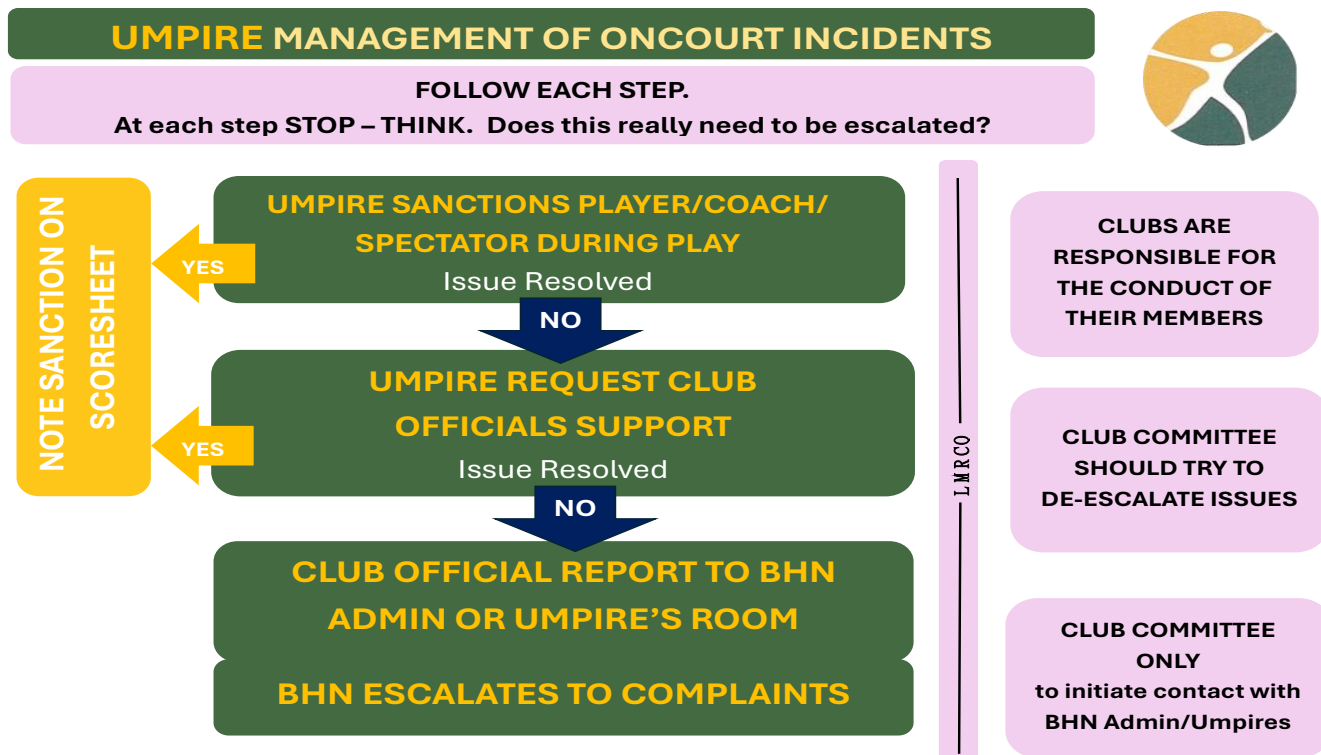 UMPIRE MANAGEMENT OF ONCOURT INCIDENTS
FOLLOW EACH STEP.
At each step STOP – THINK.  Does this really need to be escalated?
NOTE SANCTION ON
SCORESHEET
UMPIRE SANCTIONS PLAYER/COACH/
SPECTATOR DURING PLAY
Issue Resolved
YES
NO
UMPIRE REQUEST CLUB
OFFICIALS SUPPORT
Issue Resolved
YES
NO
CLUB OFFICIAL REPORT TO BHN
ADMIN OR UMPIRE’S ROOM
BHN ESCALATES TO COMPLAINTS
LMRCO
CLUBS ARE
RESPONSIBLE FOR
THE CONDUCT OF
THEIR MEMBERS
CLUB COMMITTEE
SHOULD TRY TO
DE-ESCALATE ISSUES
CLUB COMMITTEE
ONLY
to initiate contact with
BHN Admin/Umpires